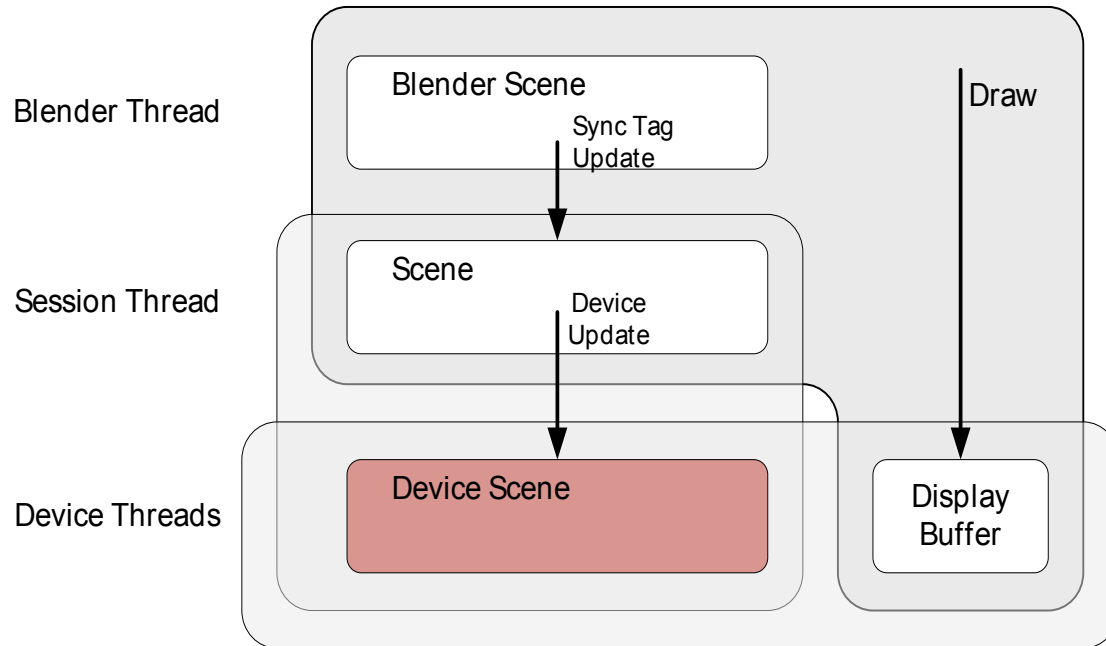 Blender Thread
Blender Scene
Sync Tag
Update
Draw
Session Thread
Scene
Device
Update
Device Threads
Device Scene
Display
Buffer